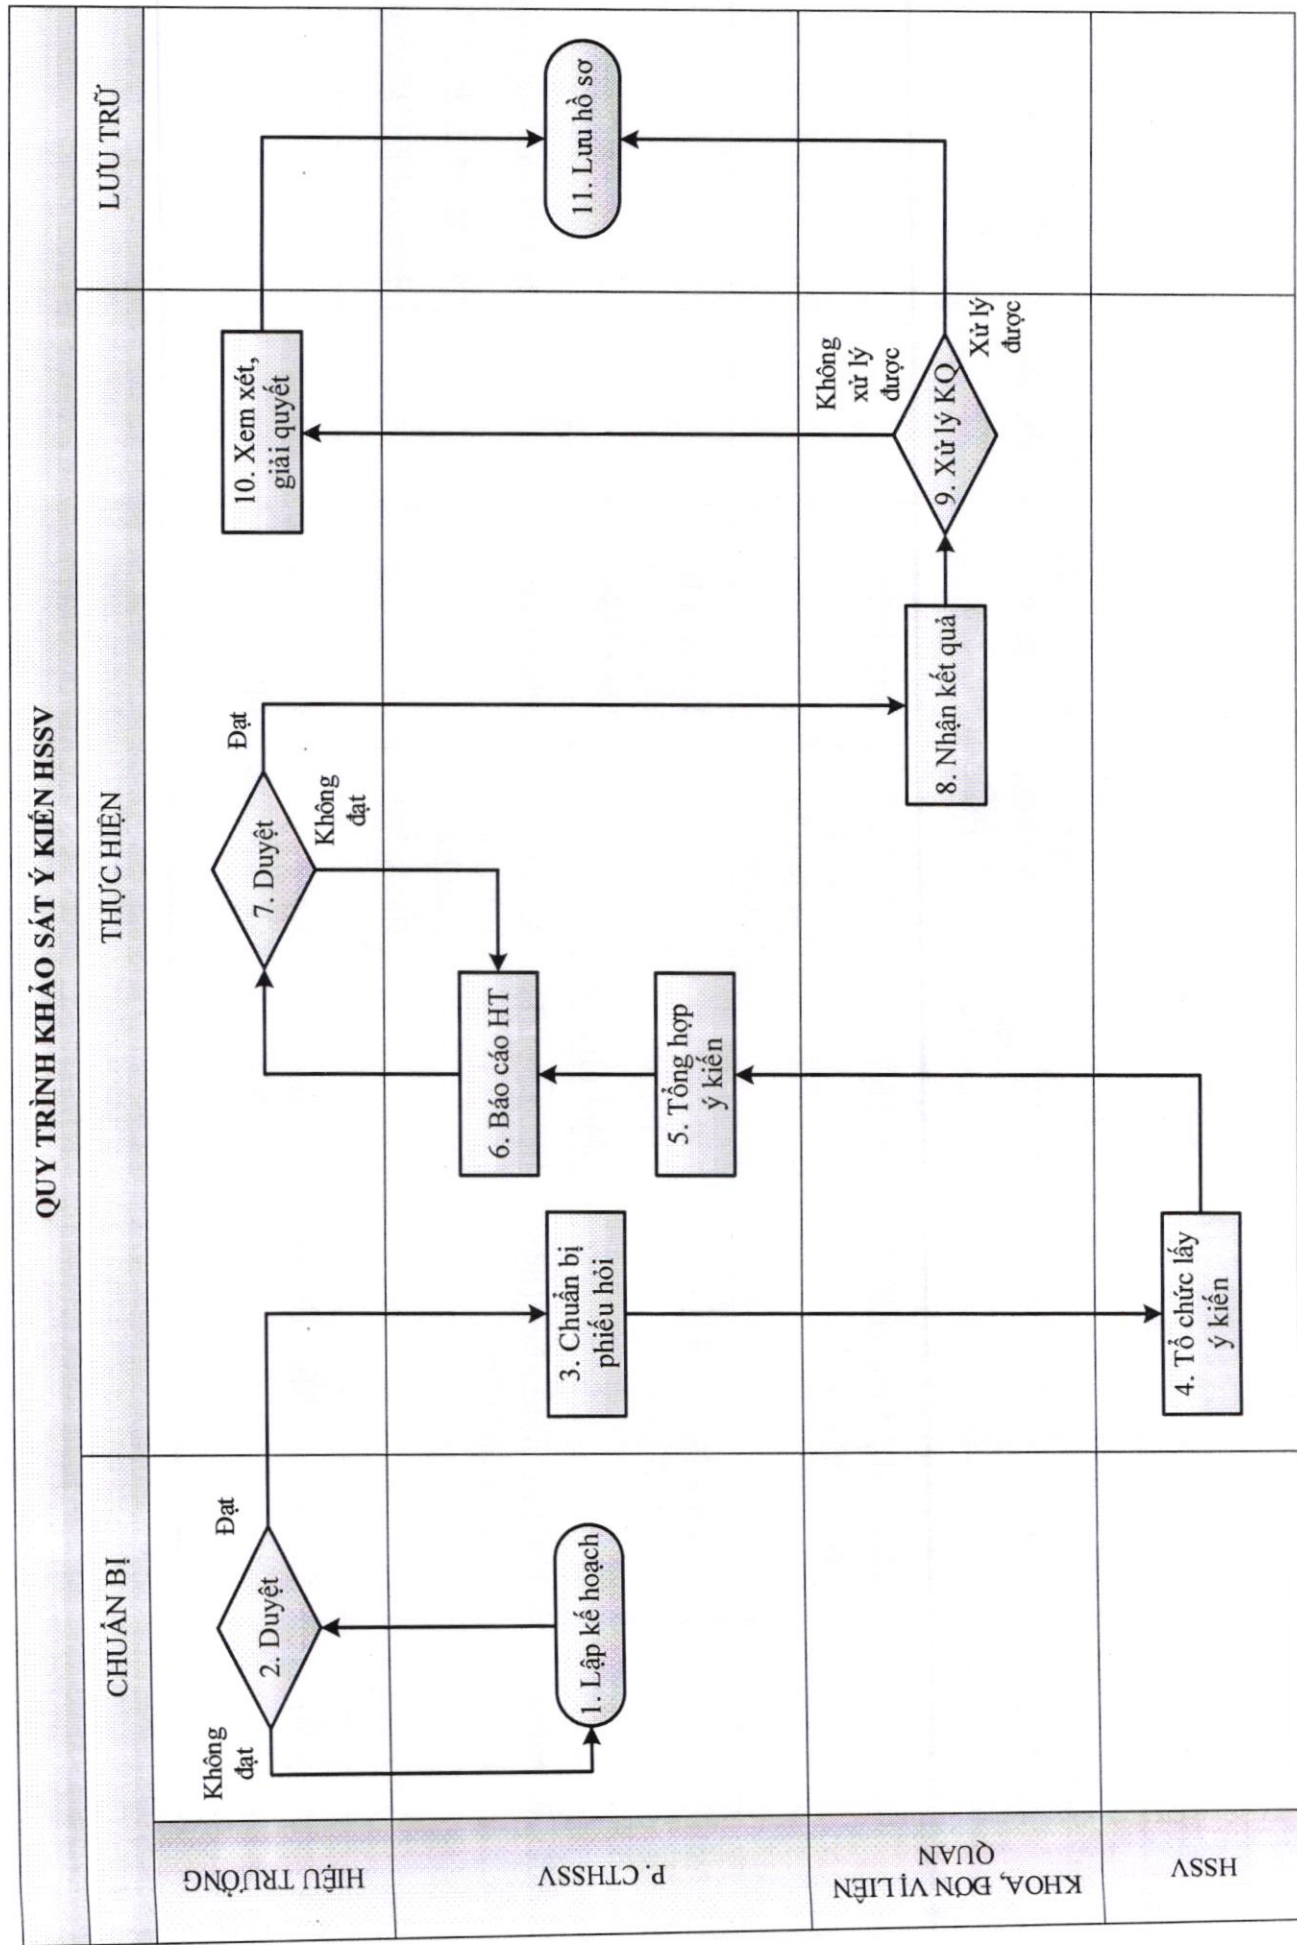 QUY TRÌNH KHẢO SÁT Ý KIẾN HSSV
CHUẨN BỊ
THỰC HIỆN
LƯU TRỮ
HIỆU TRƯỞNG
P. CTHSSV
KHOA, ĐƠN VỊ LIÊN
QUAN
HSSV
1. Lập kế hoạch
2. Duyệt
Không
đạt
Đạt
3. Chuẩn bị
phiếu hỏi
4. Tổ chức lấy
ý kiến
5. Tổng hợp
ý kiến
6. Báo cáo HT
7. Duyệt
Không
đạt
Đạt
8. Nhận kết quả
9. Xử lý KQ
Không
xử lý
được
Xử lý
được
10. Xem xét,
giải quyết
11. Lưu hồ sơ